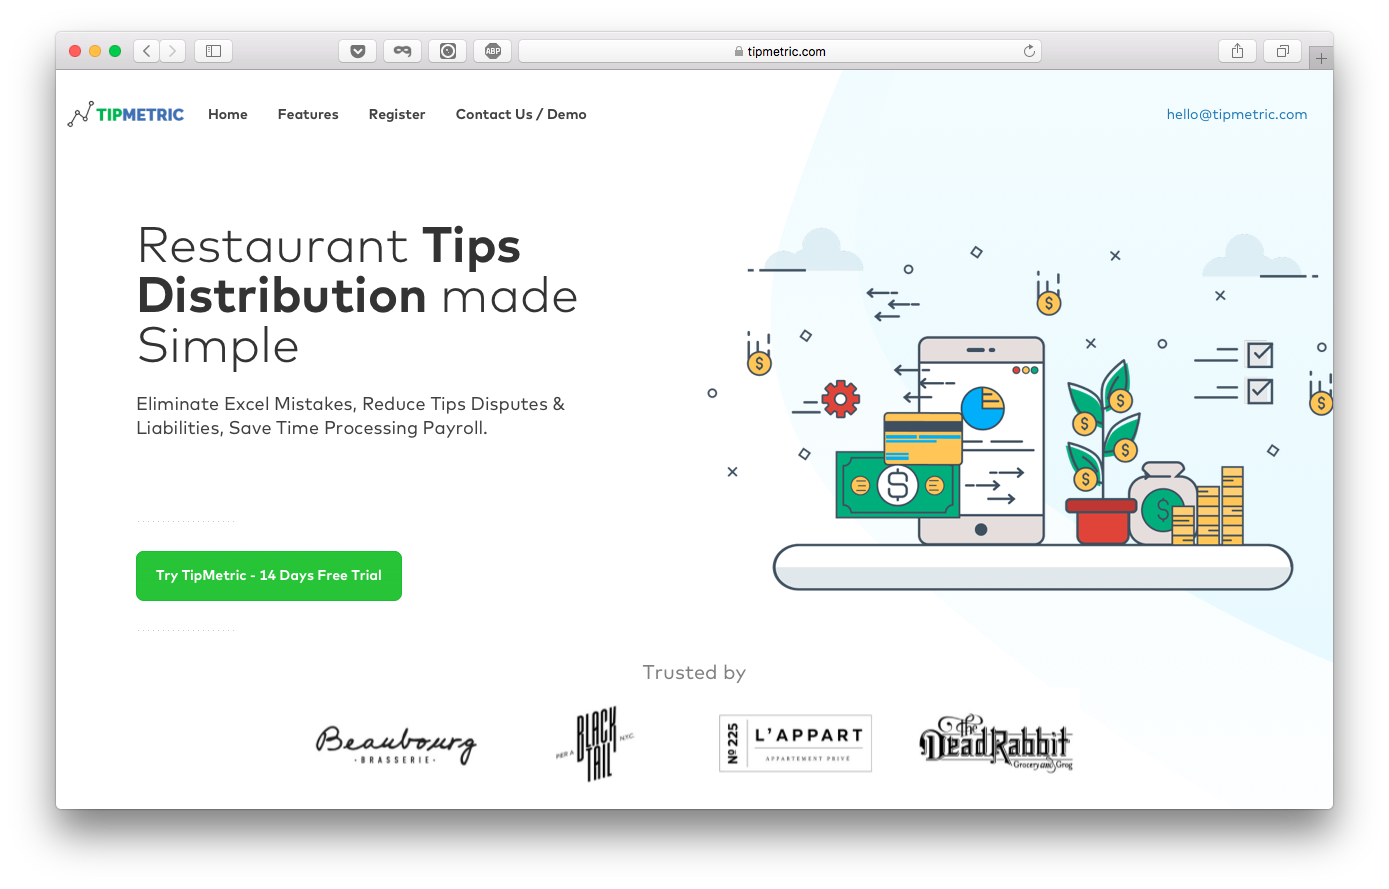 ABP
tipmetric.com
TIPMETRIC
Home
Features
Register
Contact Us / Demo
hello@tipmetric.com
Restaurant Tips
Distribution made
Simple
Eliminate Excel Mistakes, Reduce Tips Disputes &
Liabilities, Save Time Processing Payroll.
Try TipMetric - 14 Days Free Trial
Trusted by
Beaubourg
·BRASSERIE·
PIER A
BLACK
TAIL
N.Y.C.
Nº 225
L'APPART
APPARTEMENT PRIVÉ
The
Dead Rabbit
Grocery and Grog